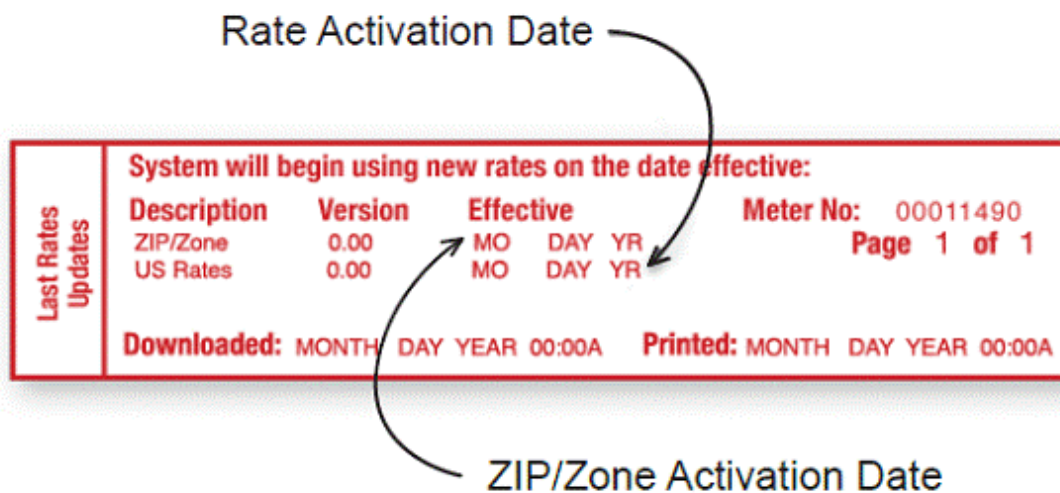 Rate Activation Date
Last Rates
Updates
System will begin using new rates on the date effective:
Description Version Effective Meter No: 00011490
ZIP/Zone 0.00 MO DAY YR Page 1 of 1
US Rates 0.00 MO DAY YR
Downloaded: MONTH DAY YEAR 00:00A Printed: MONTH DAY YEAR 00:00A
ZIP/Zone Activation Date